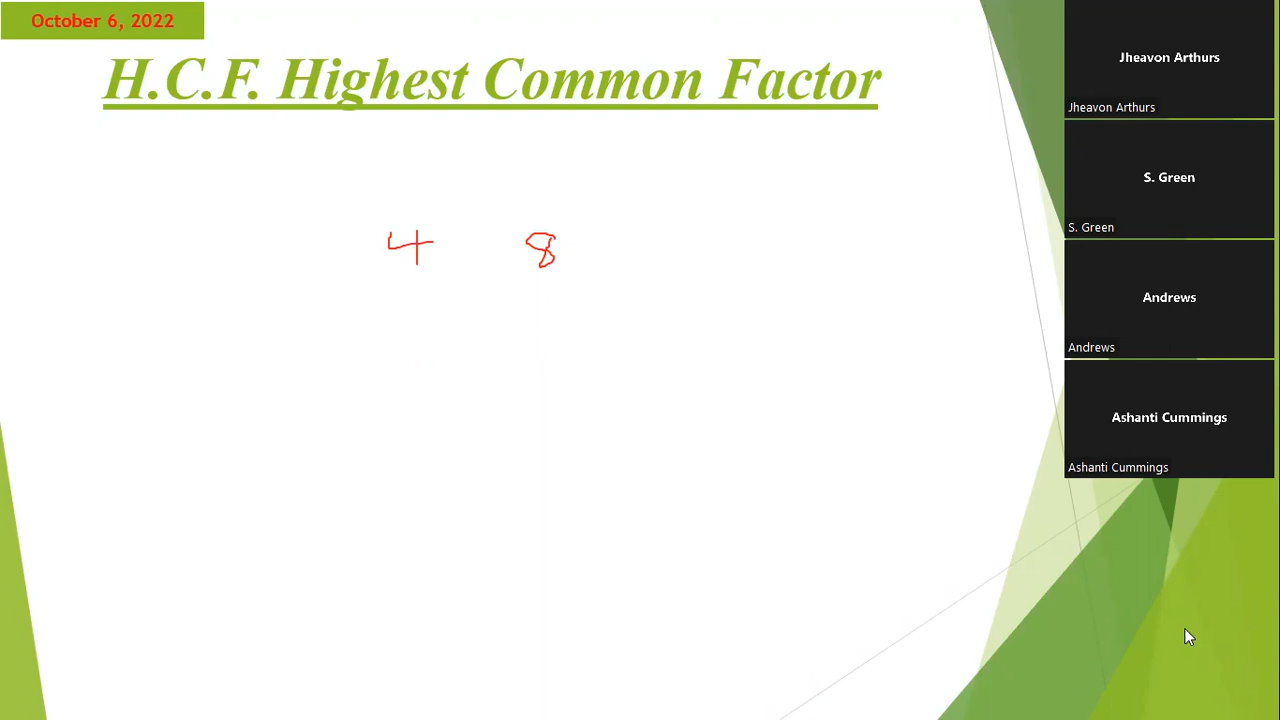 October 6, 2022
H.C.F. Highest Common Factor
4 8
Jheavon Arthurs
Jheavon Arthurs
S. Green
S. Green
Andrews
Andrews
Ashanti Cummings
Ashanti Cummings